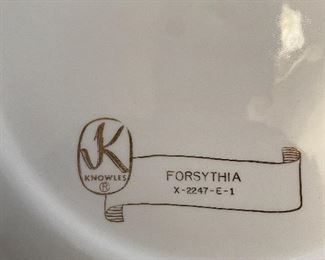 K
KNOWLES
®
FORSYTHIA
X-2247-E-1